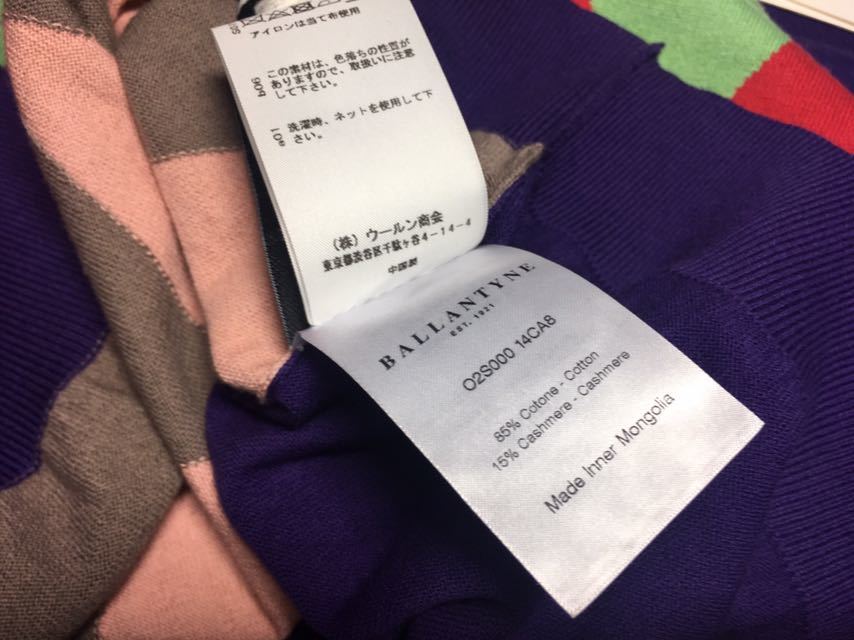 アイロンは当て布使用
906
この素材は、色落ちの性質が
ありますので、取扱いに注意
して下さい。
801
洗濯時、ネットを使用して下
さい。
(株)ウールン商会
東京都渋谷区千駄ヶ谷4-14-4
中国製
BALLANTYNE
EST. 1921
O2S000 14CA8
85% Cotone - Cotton
15% Cashmere - Cashmere
Made Inner Mongolia